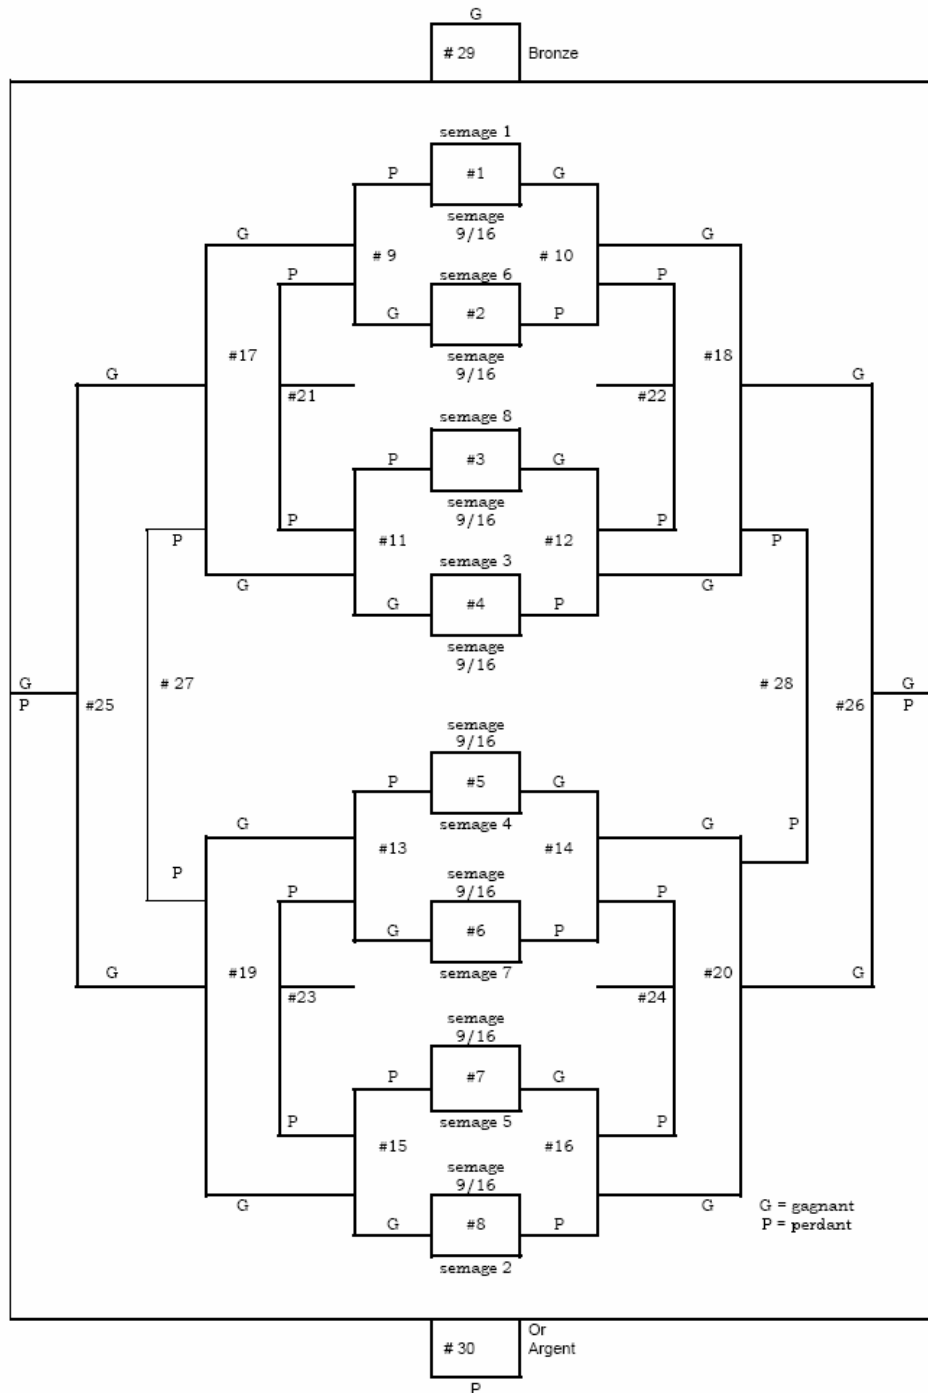 G
# 29 Bronze
semage 1
P #1 G
semage
9/16
G # 9 # 10 G
P semage 6 P
G #2 P
semage
9/16
#17 #18
G G
#21 #22
semage 8
P #3 G
semage
9/16
P P
P #11 #12 P
semage 3
G G
G #4 P
semage
9/16
G # 27 # 28 G
P #25 #26 P
semage
9/16
P #5 G
G semage 4 G P
#13 #14
P semage P
9/16
P P
G #6 P
#19 semage 7 #20
G G
#23 #24
semage
9/16
P #7 G
P semage 5 P
#15 #16
semage
9/16
G G
G #8 P
G = gagnant
P = perdant
semage 2
Or
# 30 Argent
P